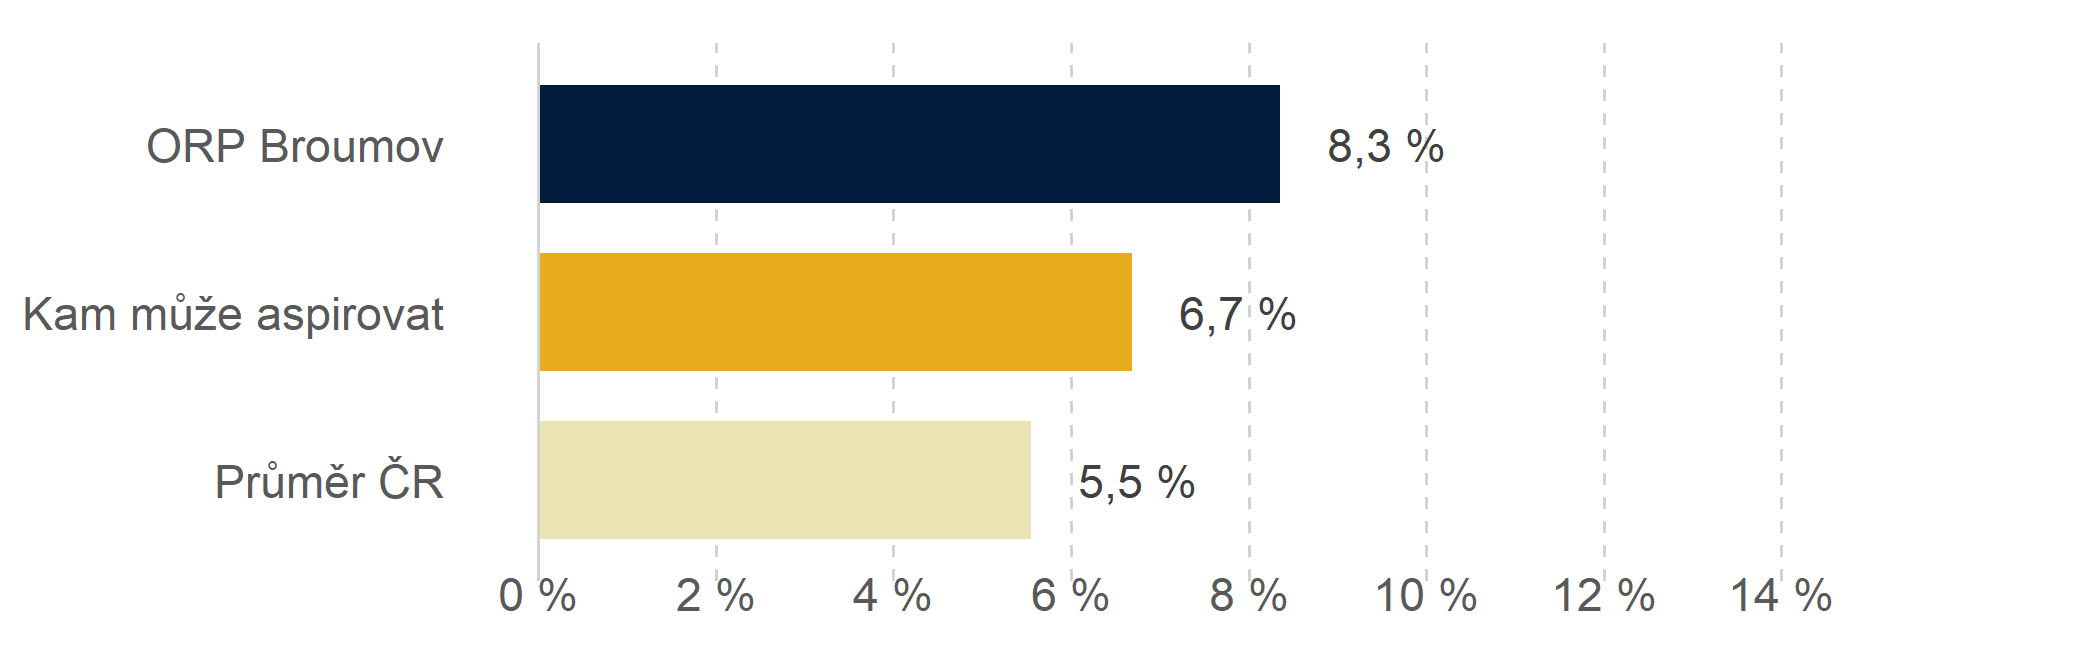 ORP Broumov
8,3 %
Kam může aspirovat
6,7 %
Průměr ČR
5,5 %
0 % 2 % 4 % 6 % 8 % 10 % 12 % 14 %